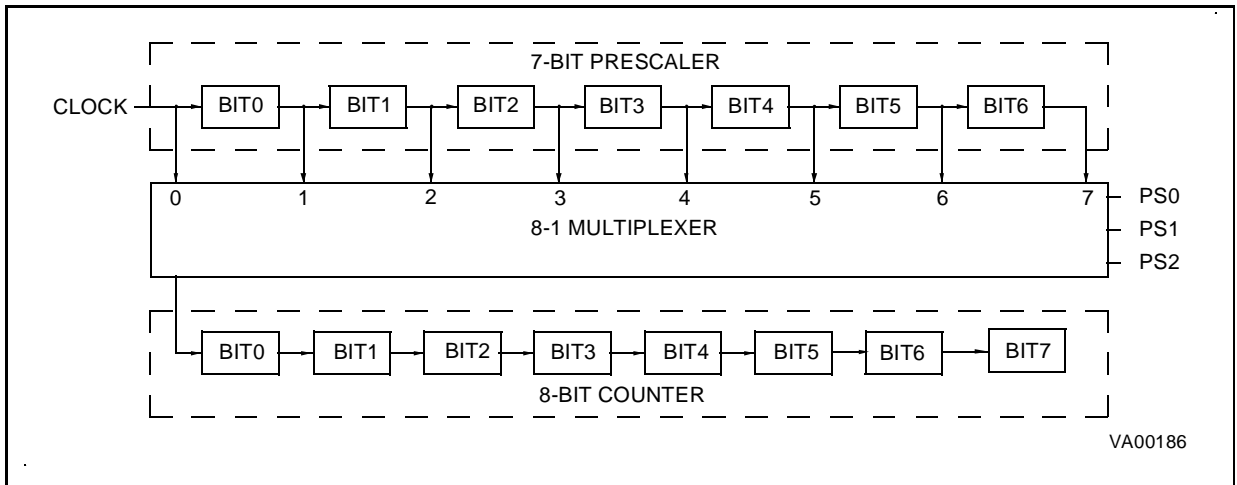 7-BIT PRESCALER
CLOCK BIT0 BIT1 BIT2 BIT3 BIT4 BIT5 BIT6
0 1 2 3 4 5 6 7 PS0
8-1 MULTIPLEXER PS1
PS2
BIT0 BIT1 BIT2 BIT3 BIT4 BIT5 BIT6 BIT7
8-BIT COUNTER
VA00186